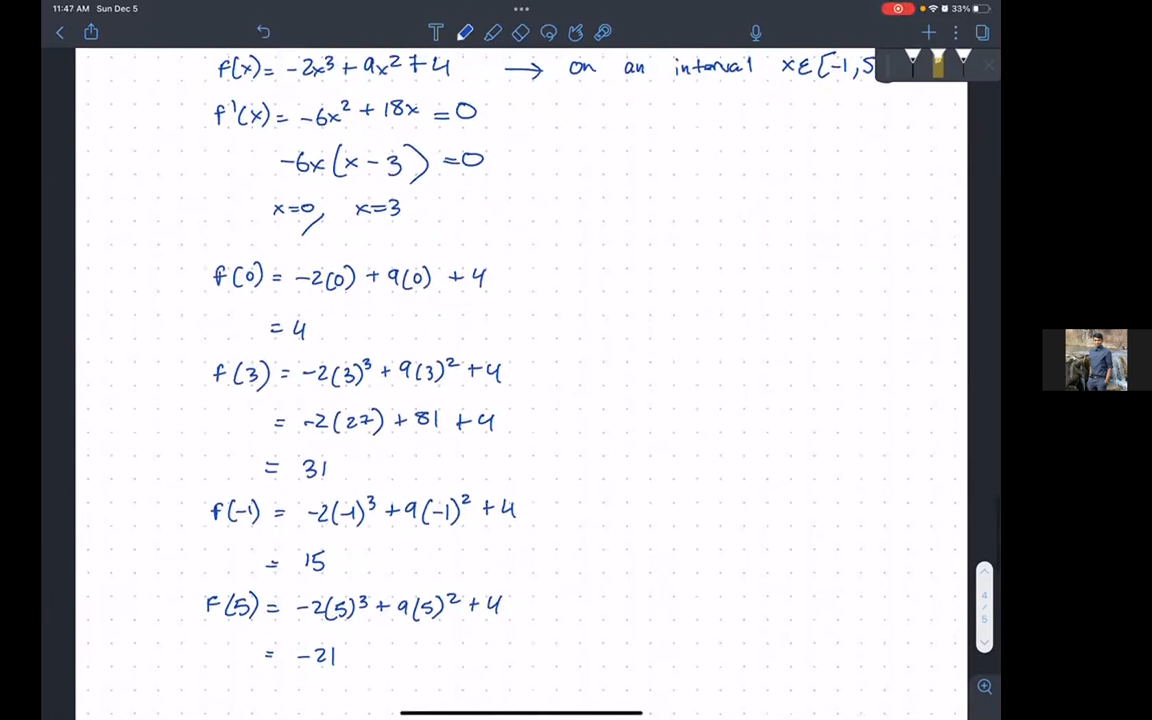 11:47 AM Sun Dec 5
33%
f(x) = -2x³ + 9x² + 4 → on an interval x∈[-1, 5
f'(x) = -6x² + 18x = 0
-6x(x - 3) = 0
x=0, x=3
f(0) = -2(0) + 9(0) + 4
= 4
f(3) = -2(3)³ + 9(3)² + 4
= -2(27) + 81 + 4
= 31
f(-1) = -2(-1)³ + 9(-1)² + 4
= 15
F(5) = -2(5)³ + 9(5)² + 4
= -21
4
/
5